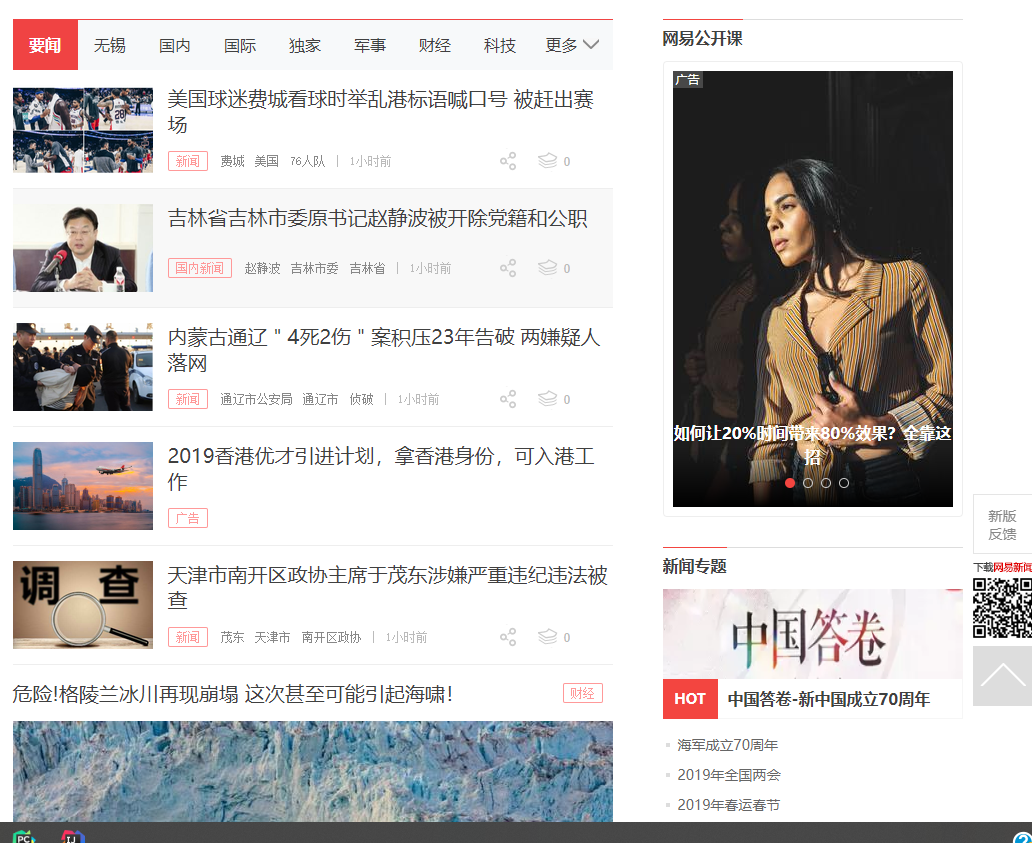 要闻 无锡 国内 国际 独家 军事 财经 科技 更多
美国球迷费城看球时举乱港标语喊口号 被赶出赛
场
新闻 费城 美国 76人队 | 1小时前 0
吉林省吉林市委原书记赵静波被开除党籍和公职
国内新闻 赵静波 吉林市委 吉林省 | 1小时前 0
内蒙古通辽＂4死2伤＂案积压23年告破 两嫌疑人
落网
新闻 通辽市公安局 通辽市 侦破 | 1小时前 0
2019香港优才引进计划，拿香港身份，可入港工
作
广告
调查
天津市南开区政协主席于茂东涉嫌严重违纪违法被
查
新闻 茂东 天津市 南开区政协 | 1小时前 0
危险!格陵兰冰川再现崩塌 这次甚至可能引起海啸！
财经
网易公开课
广告
如何让20%时间带来80%效果？全靠这
招
新闻专题
中国答卷
HOT 中国答卷-新中国成立70周年
海军成立70周年
2019年全国两会
2019年春运春节
新版
反馈
下载网易新闻
PC IJ